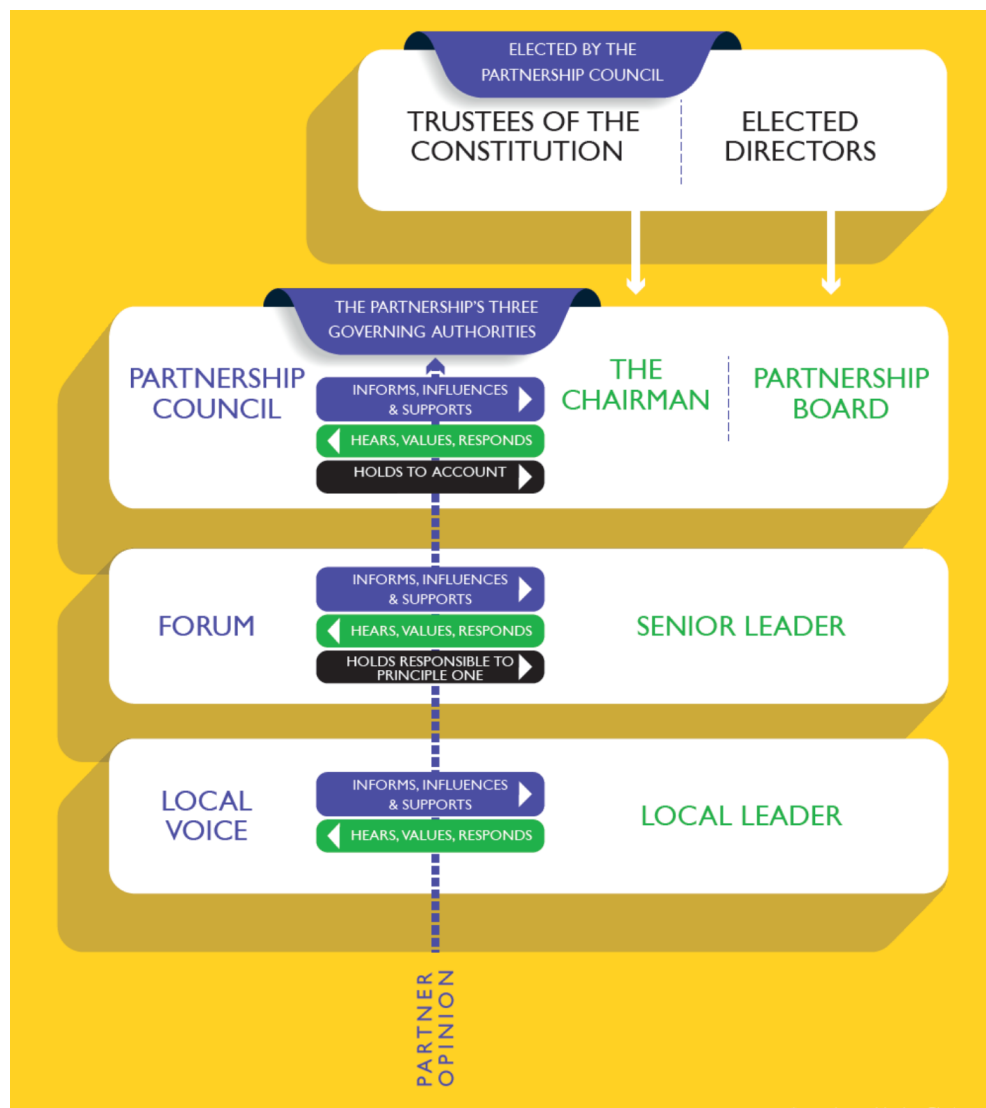 ELECTED BY THE
PARTNERSHIP COUNCIL
TRUSTEES OF THE
CONSTITUTION
ELECTED
DIRECTORS
THE PARTNERSHIP'S THREE
GOVERNING AUTHORITIES
PARTNERSHIP
COUNCIL
INFORMS, INFLUENCES
& SUPPORTS
HEARS, VALUES, RESPONDS
HOLDS TO ACCOUNT
THE
CHAIRMAN
PARTNERSHIP
BOARD
FORUM
INFORMS, INFLUENCES
& SUPPORTS
HEARS, VALUES, RESPONDS
HOLDS RESPONSIBLE TO
PRINCIPLE ONE
SENIOR LEADER
LOCAL
VOICE
INFORMS, INFLUENCES
& SUPPORTS
HEARS, VALUES, RESPONDS
LOCAL LEADER
PARTNER
OPINION